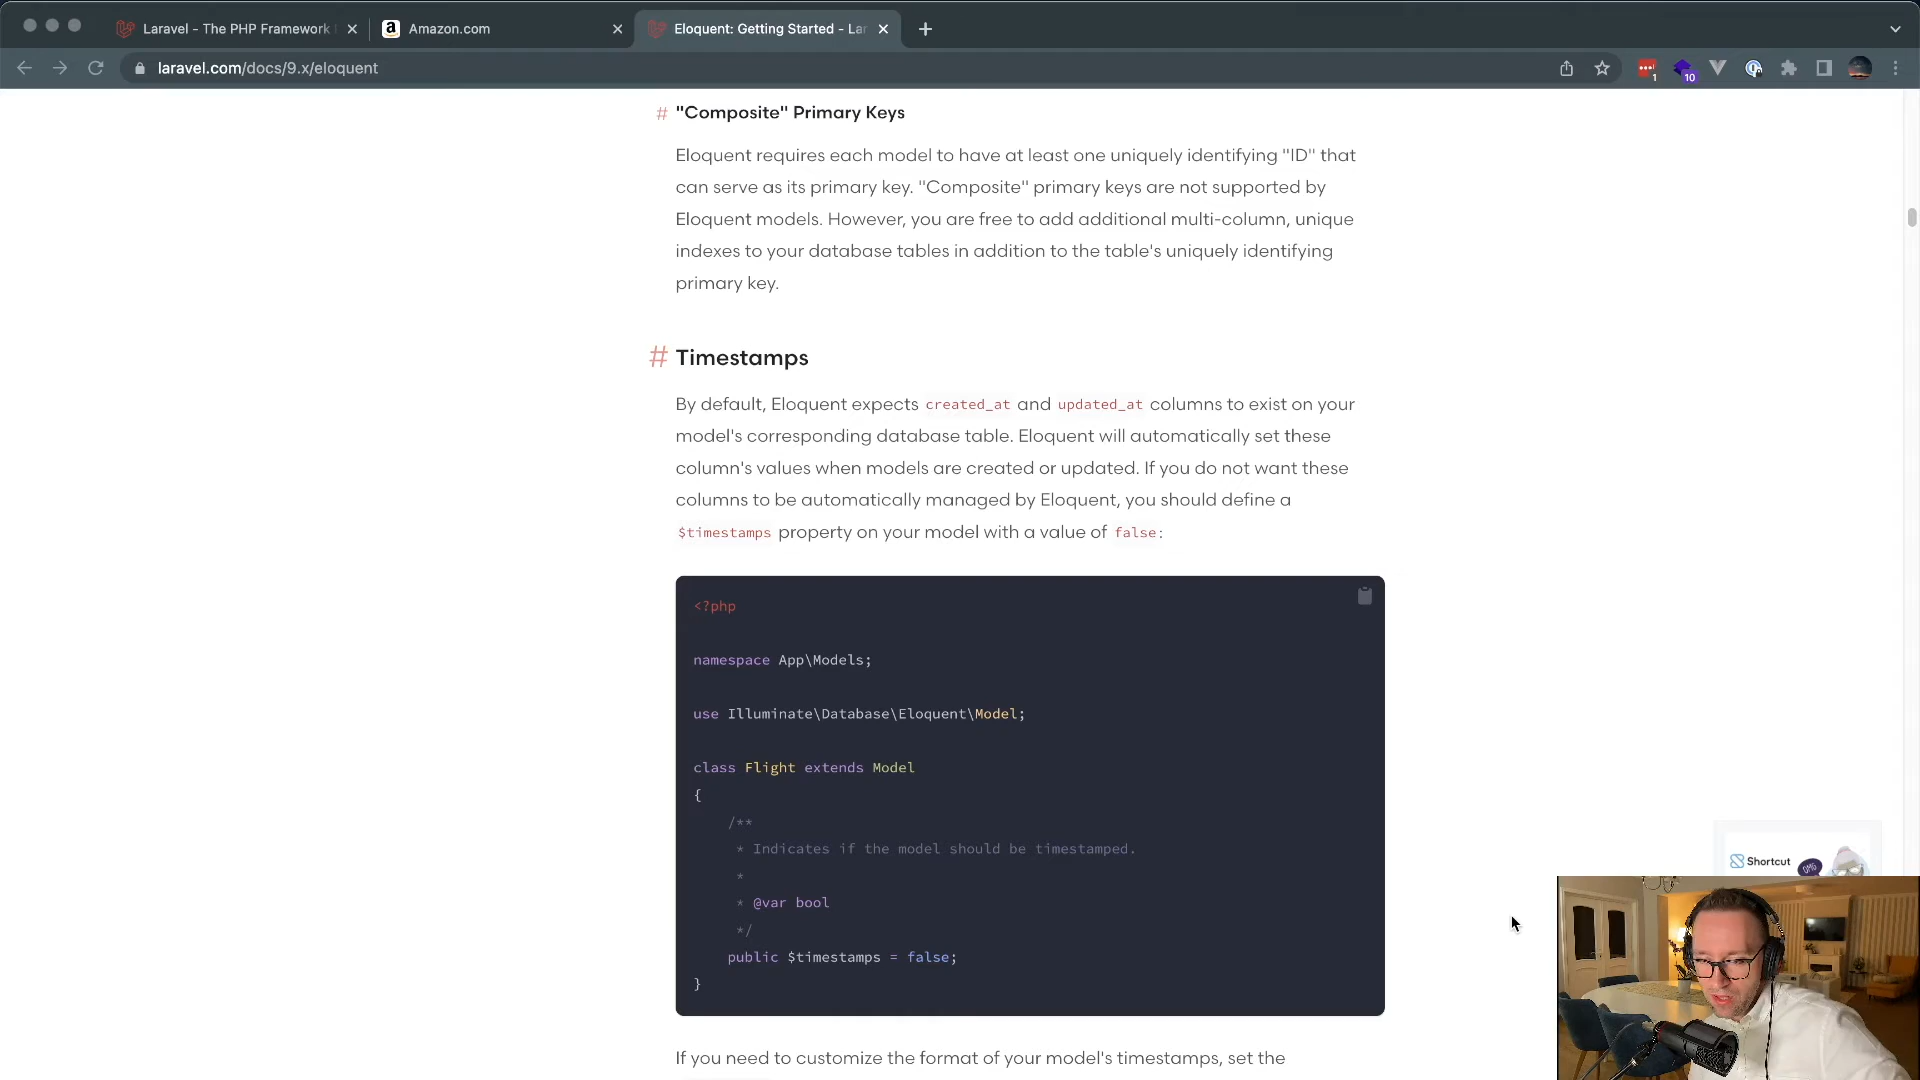 Laravel - The PHP Framework
Amazon.com
Eloquent: Getting Started - La
laravel.com/docs/9.x/eloquent
1
10
# "Composite" Primary Keys
Eloquent requires each model to have at least one uniquely identifying "ID" that
can serve as its primary key. "Composite" primary keys are not supported by
Eloquent models. However, you are free to add additional multi-column, unique
indexes to your database tables in addition to the table's uniquely identifying
primary key.
# Timestamps
By default, Eloquent expects created_at and updated_at columns to exist on your
model's corresponding database table. Eloquent will automatically set these
column's values when models are created or updated. If you do not want these
columns to be automatically managed by Eloquent, you should define a
$timestamps property on your model with a value of false:
<?php
namespace App\Models;
use Illuminate\Database\Eloquent\Model;
class Flight extends Model
{
/**
* Indicates if the model should be timestamped.
*
* @var bool
*/
public $timestamps = false;
}
If you need to customize the format of your model's timestamps, set the
Shortcut
OMG